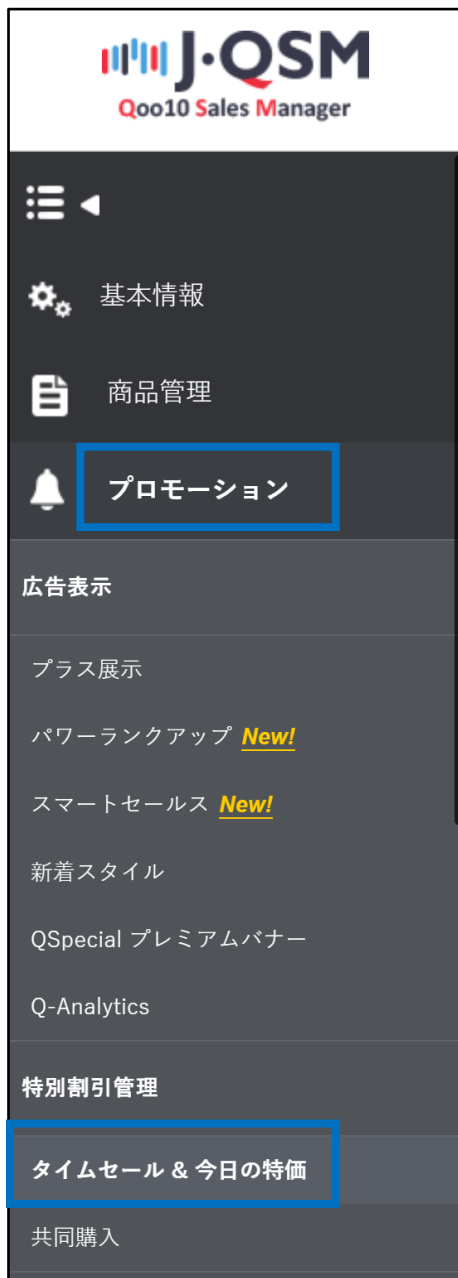 J·QSM
Qoo10 Sales Manager
基本情報
商品管理
プロモーション
広告表示
プラス展示
パワーランクアップ New!
スマートセールス New!
新着スタイル
QSpecial プレミアムバナー
Q-Analytics
特別割引管理
タイムセール & 今日の特価
共同購入